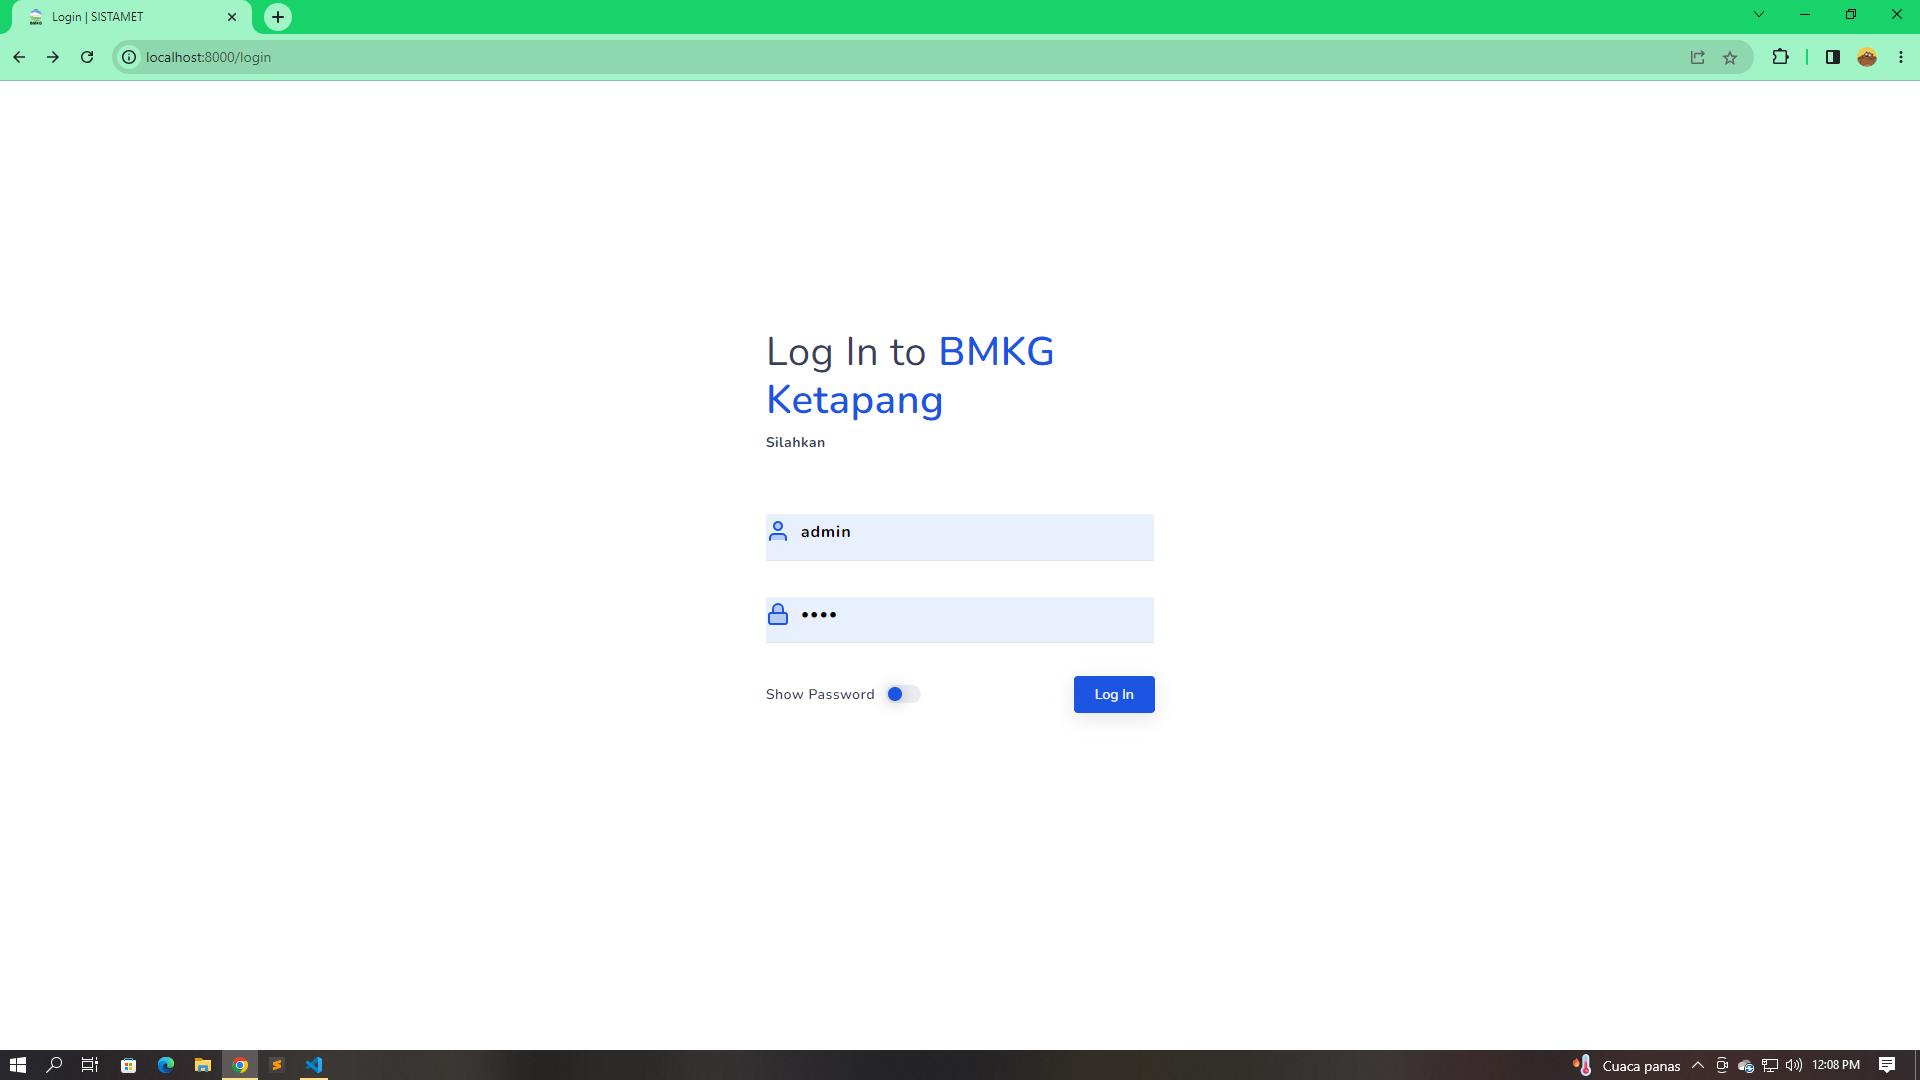 Login | SISTAMET
localhost:8000/login
Log In to BMKG
Ketapang
Silahkan
admin
••••
Show Password
Log In
Cuaca panas
12:08 PM